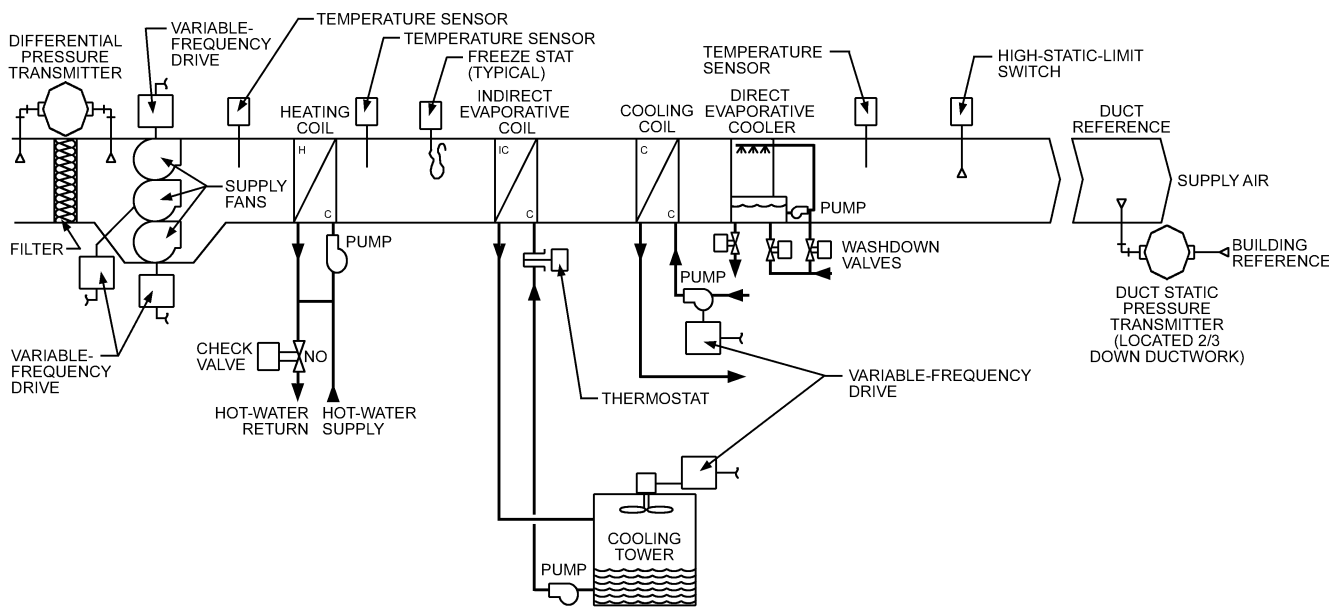 DIFFERENTIAL
PRESSURE
TRANSMITTER
VARIABLE-
FREQUENCY
DRIVE
TEMPERATURE SENSOR
TEMPERATURE SENSOR
FREEZE STAT
(TYPICAL)
HEATING
COIL
INDIRECT
EVAPORATIVE
COIL
COOLING
COIL
TEMPERATURE
SENSOR
DIRECT
EVAPORATIVE
COOLER
HIGH-STATIC-LIMIT
SWITCH
DUCT
REFERENCE
H
C
IC
C
C
C
SUPPLY
FANS
FILTER
PUMP
PUMP
WASHDOWN
VALVES
SUPPLY AIR
BUILDING
REFERENCE
DUCT STATIC
PRESSURE
TRANSMITTER
(LOCATED 2/3
DOWN DUCTWORK)
PUMP
VARIABLE-
FREQUENCY
DRIVE
CHECK
VALVE
NO
HOT-WATER
RETURN
HOT-WATER
SUPPLY
THERMOSTAT
VARIABLE-FREQUENCY
DRIVE
COOLING
TOWER
PUMP